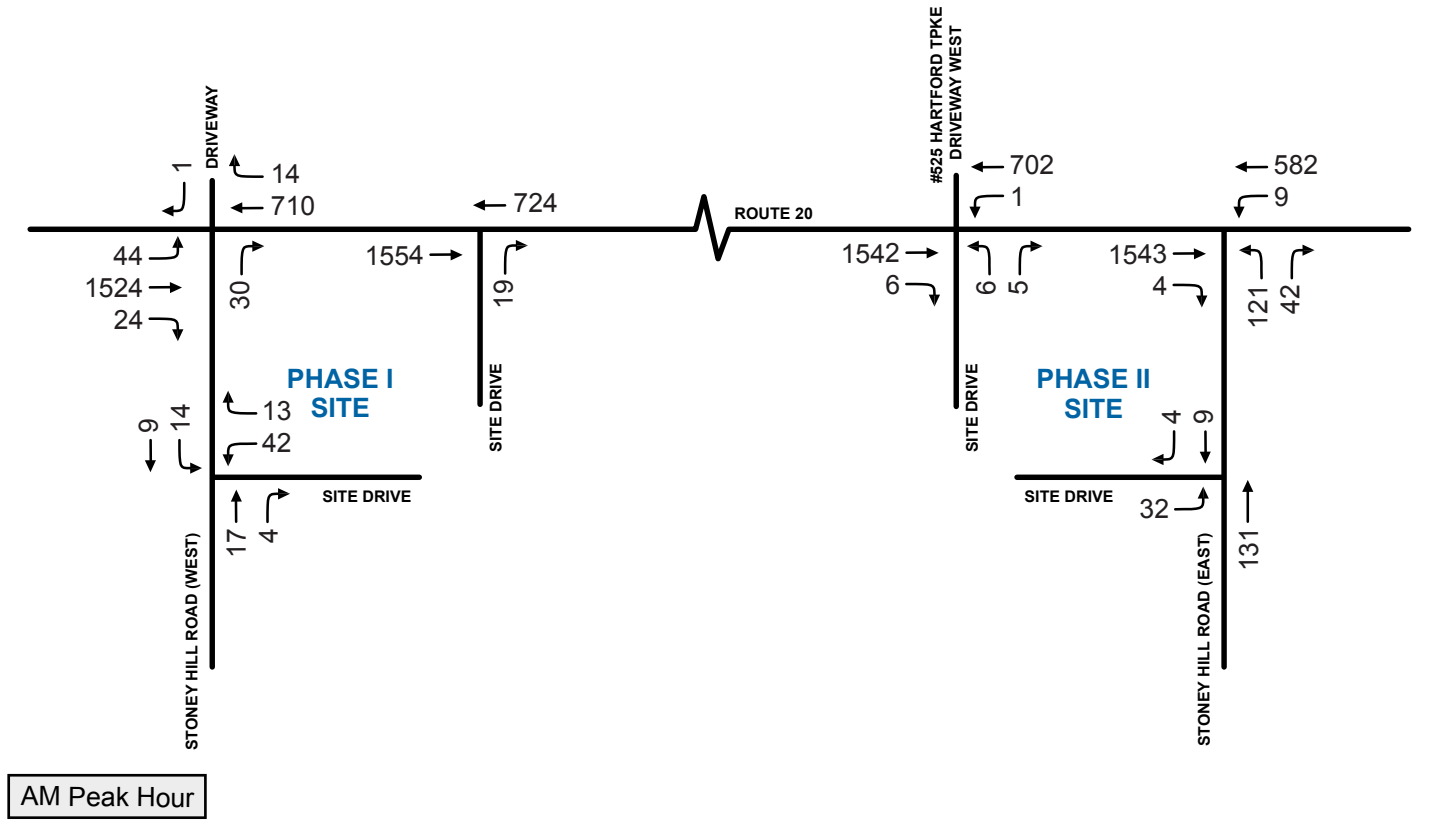 #525 HARTFORD TPKE
DRIVEWAY WEST
DRIVEWAY
1
14
710
724
ROUTE 20
702
1
582
9
44
1524
24
30
1554
19
1542
6
6
5
1543
4
121
42
PHASE I
SITE
SITE DRIVE
PHASE II
SITE
SITE DRIVE
9
14
13
42
4
9
SITE DRIVE
17
4
SITE DRIVE
32
131
STONEY HILL ROAD (WEST)
STONEY HILL ROAD (EAST)
AM Peak Hour